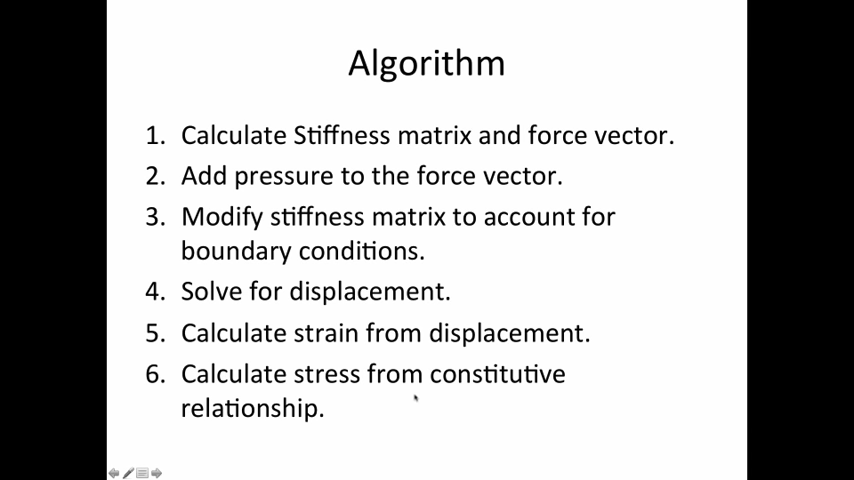 Algorithm
1. Calculate Stiffness matrix and force vector.
2. Add pressure to the force vector.
3. Modify stiffness matrix to account for
boundary conditions.
4. Solve for displacement.
5. Calculate strain from displacement.
6. Calculate stress from constitutive
relationship.